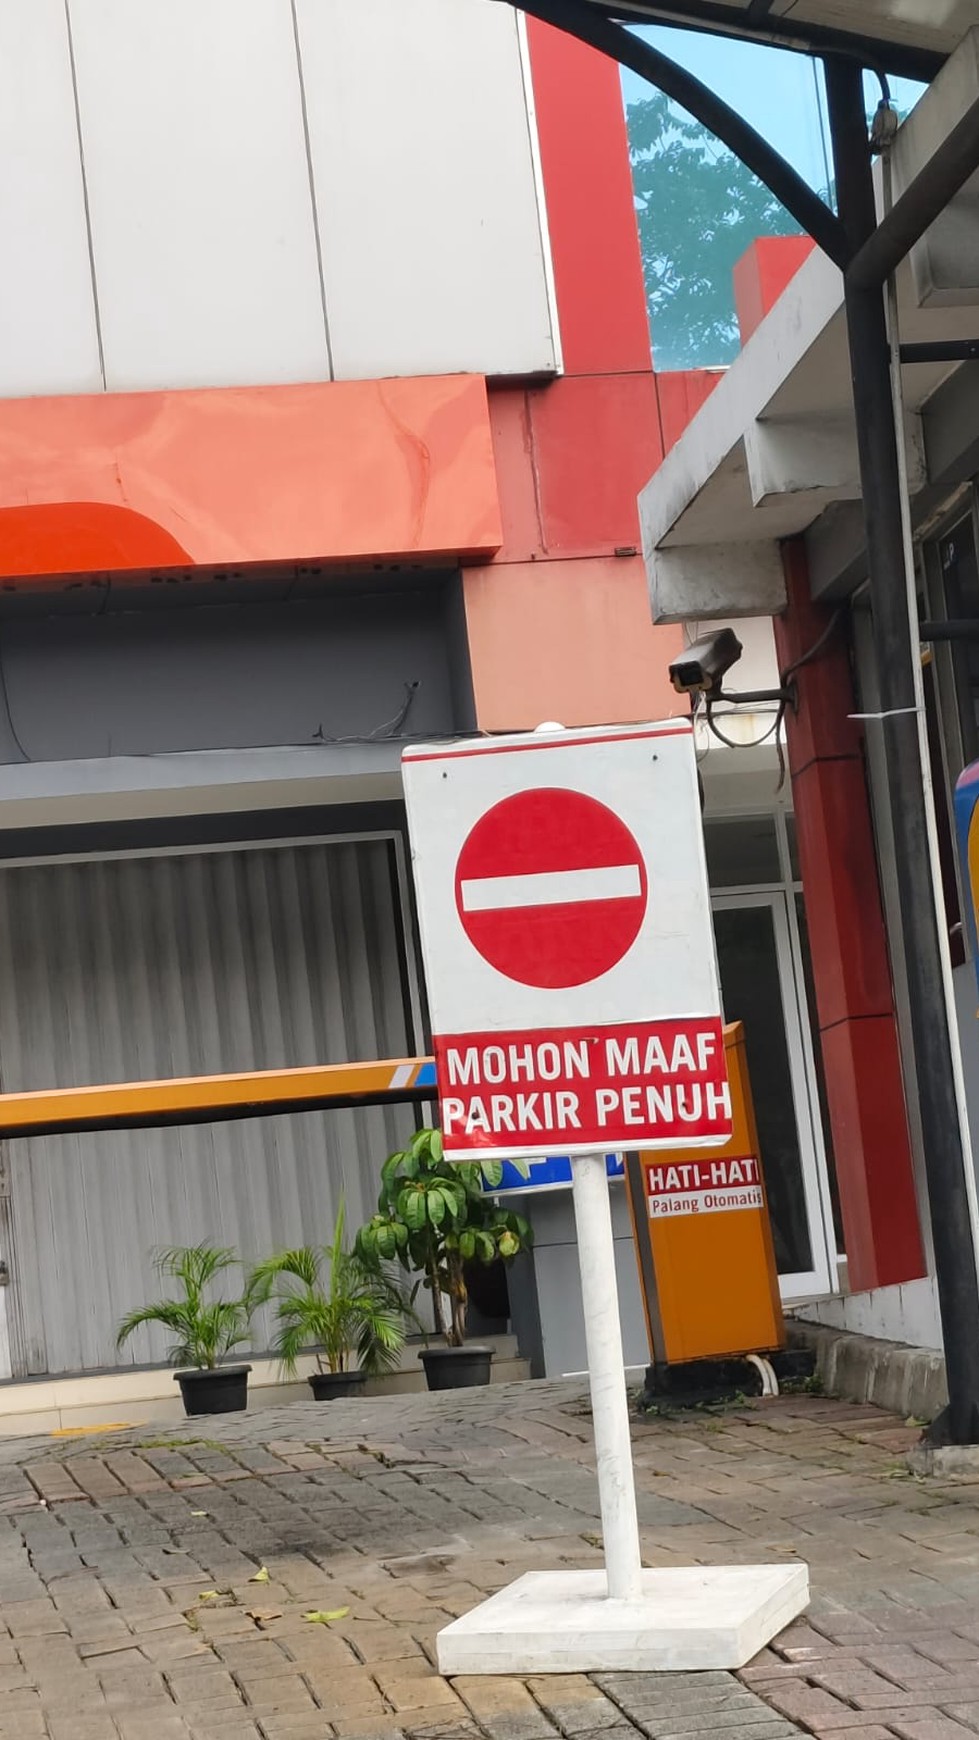 MOHON MAAF
PARKIR PENUH
HATI-HATI
Palang Otomatis